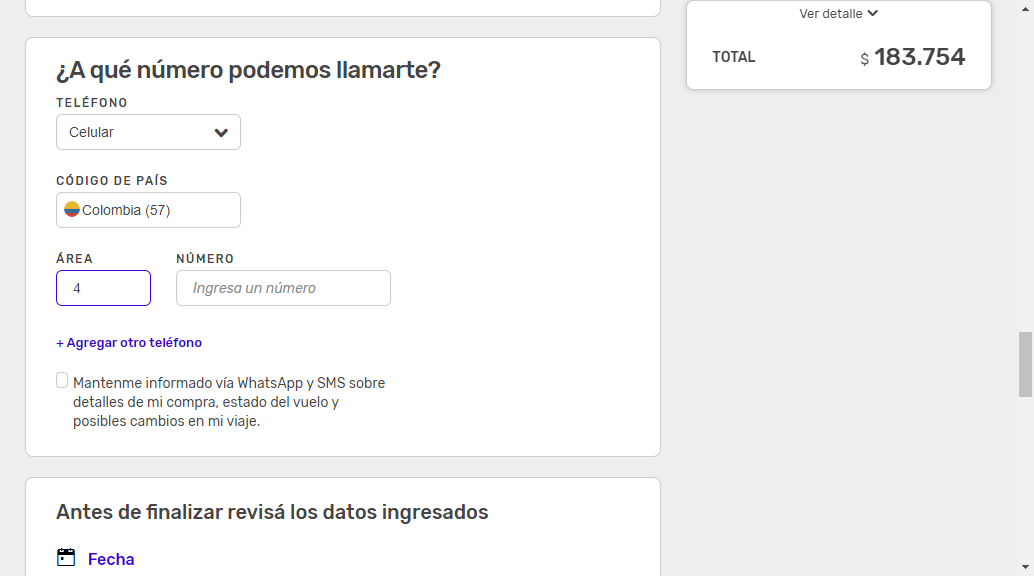 Ver detalle
TOTAL
$ 183.754
¿A qué número podemos llamarte?
TELÉFONO
Celular
CÓDIGO DE PAÍS
Colombia (57)
ÁREA
NÚMERO
4
Ingresa un número
+ Agregar otro teléfono
Mantenme informado vía WhatsApp y SMS sobre
detalles de mi compra, estado del vuelo y
posibles cambios en mi viaje.
Antes de finalizar revisá los datos ingresados
Fecha